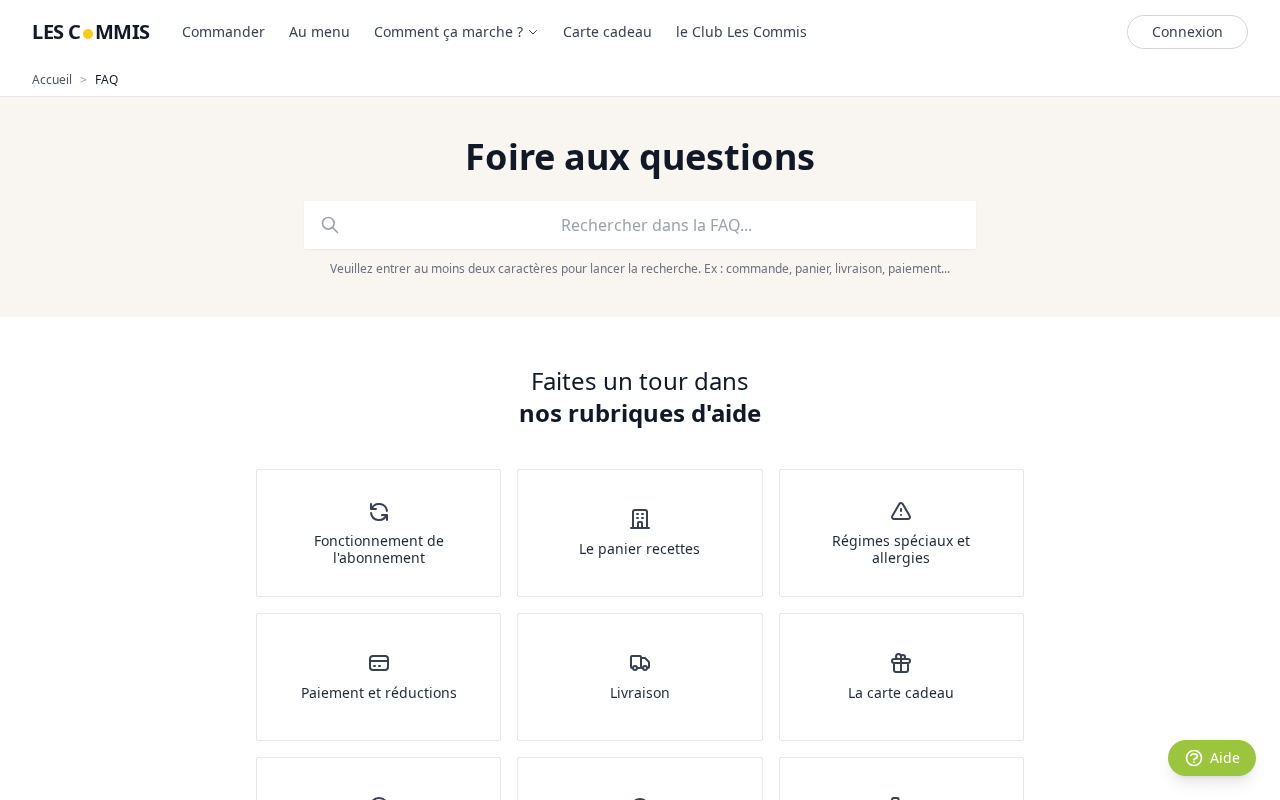 LES C●MMIS
Commander
Au menu
Comment ça marche ?
Carte cadeau
le Club Les Commis
Connexion
Accueil > FAQ
Foire aux questions
Rechercher dans la FAQ...
Veuillez entrer au moins deux caractères pour lancer la recherche. Ex : commande, panier, livraison, paiement...
Faites un tour dans
nos rubriques d'aide
Fonctionnement de
l'abonnement
Le panier recettes
Régimes spéciaux et
allergies
Paiement et réductions
Livraison
La carte cadeau
Aide